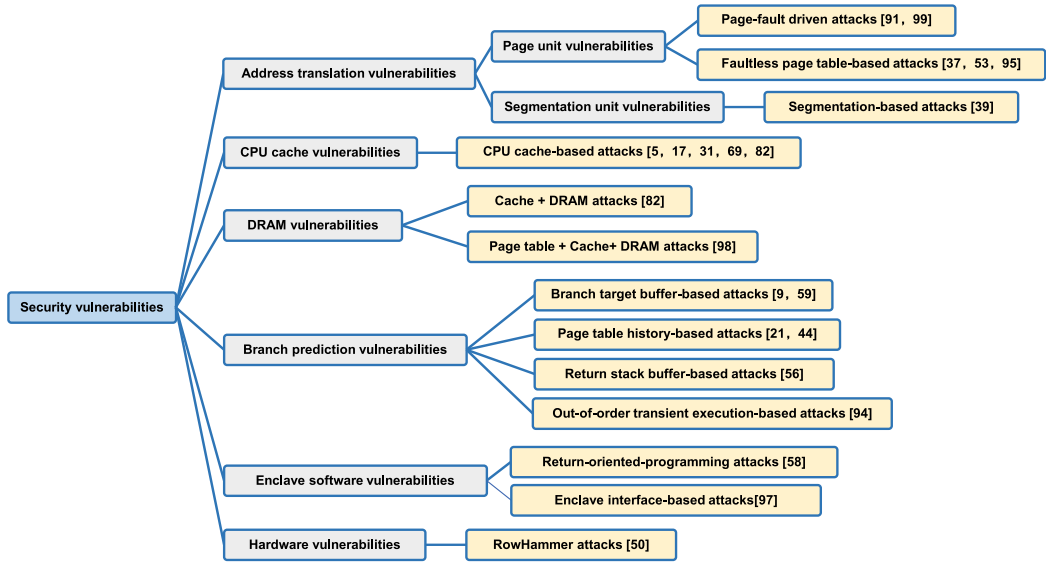 Page-fault driven attacks [91, 99]
Page unit vulnerabilities
Faultless page table-based attacks [37, 53, 95]
Address translation vulnerabilities
Segmentation unit vulnerabilities
Segmentation-based attacks [39]
CPU cache vulnerabilities
CPU cache-based attacks [5, 17, 31, 69, 82]
Cache + DRAM attacks [82]
DRAM vulnerabilities
Page table + Cache+ DRAM attacks [98]
Security vulnerabilities
Branch target buffer-based attacks [9, 59]
Page table history-based attacks [21, 44]
Branch prediction vulnerabilities
Return stack buffer-based attacks [56]
Out-of-order transient execution-based attacks [94]
Return-oriented-programming attacks [58]
Enclave software vulnerabilities
Enclave interface-based attacks[97]
Hardware vulnerabilities
RowHammer attacks [50]